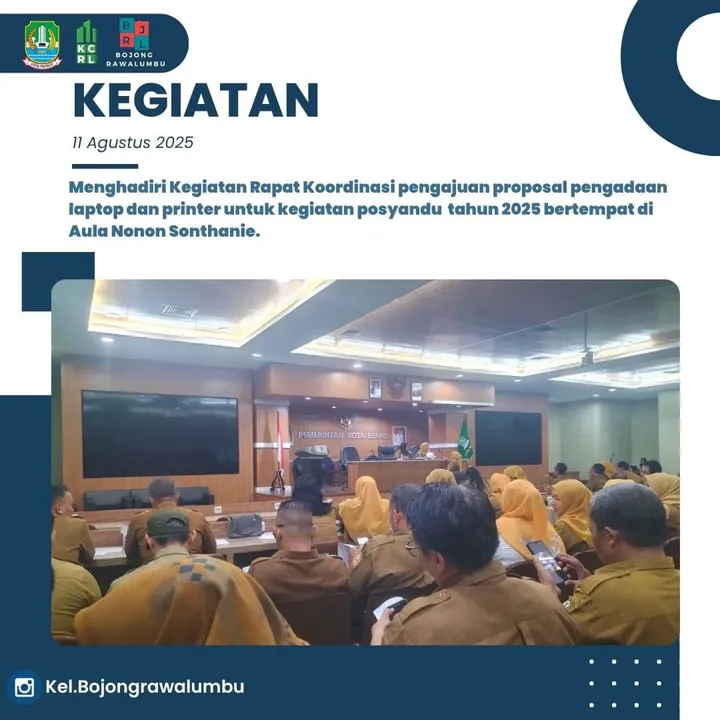 KCRL
BRJL
BOJONG
RAWALUMBU
KEGIATAN
11 Agustus 2025
Menghadiri Kegiatan Rapat Koordinasi pengajuan proposal pengadaan
laptop dan printer untuk kegiatan posyandu tahun 2025 bertempat di
Aula Nonon Sonthanie.
PEMERINTAH KOTA BEKASI
Kel.Bojongrawalumbu